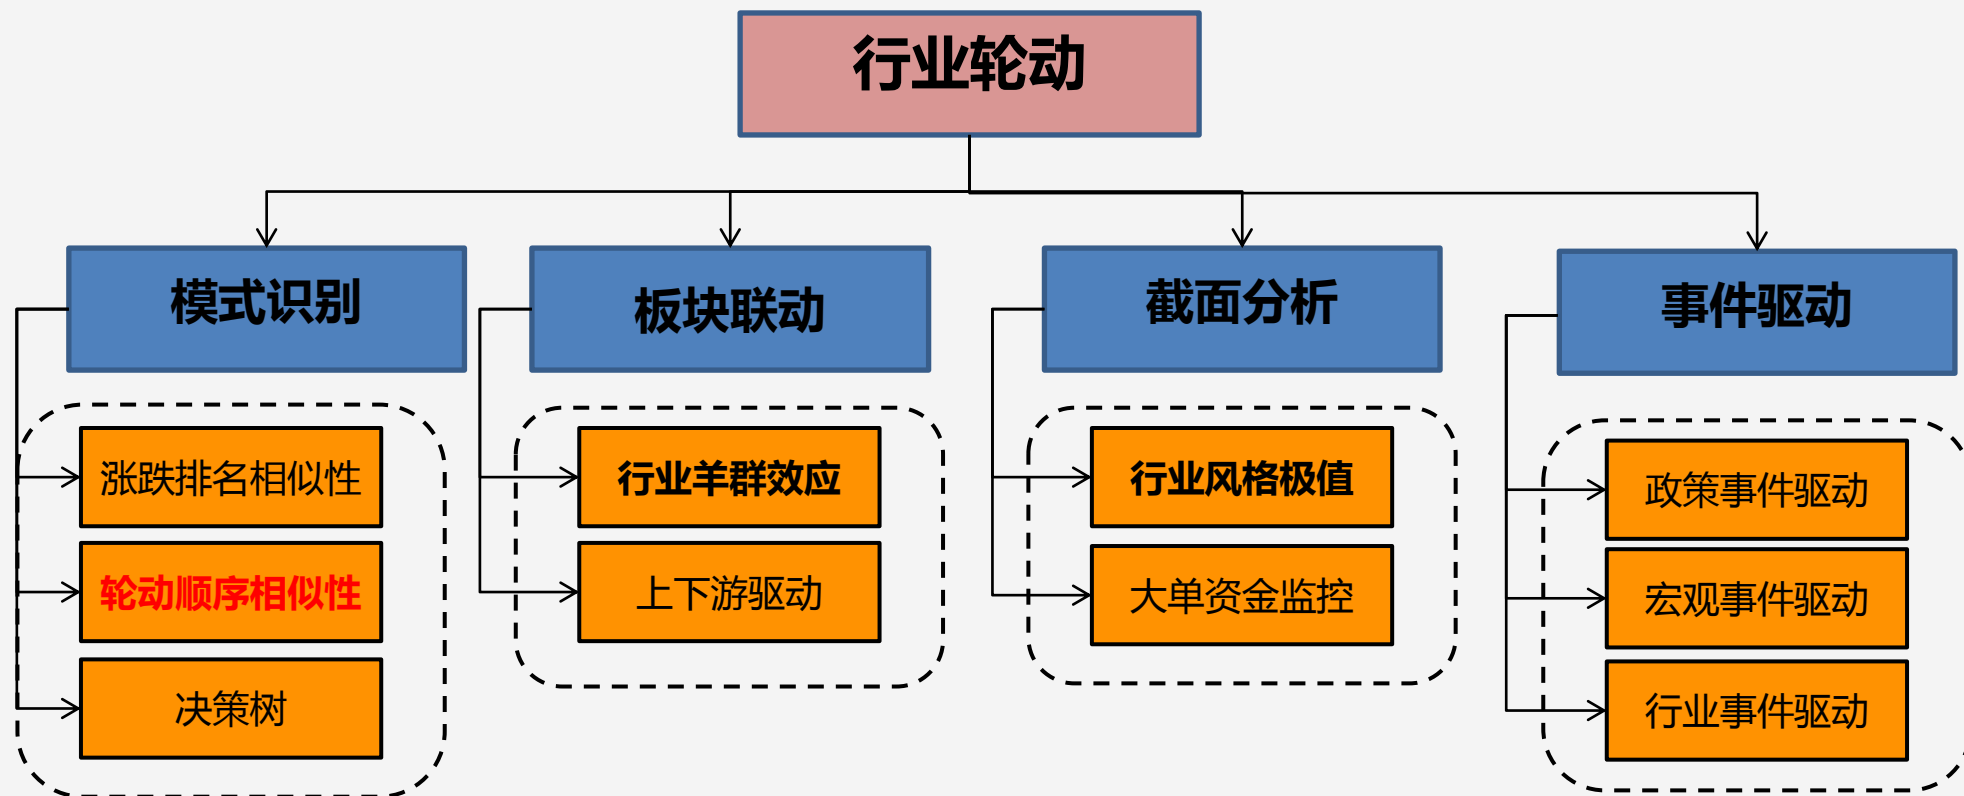 行业轮动
模式识别
板块联动
截面分析
事件驱动
涨跌排名相似性
轮动顺序相似性
决策树
行业羊群效应
上下游驱动
行业风格极值
大单资金监控
政策事件驱动
宏观事件驱动
行业事件驱动